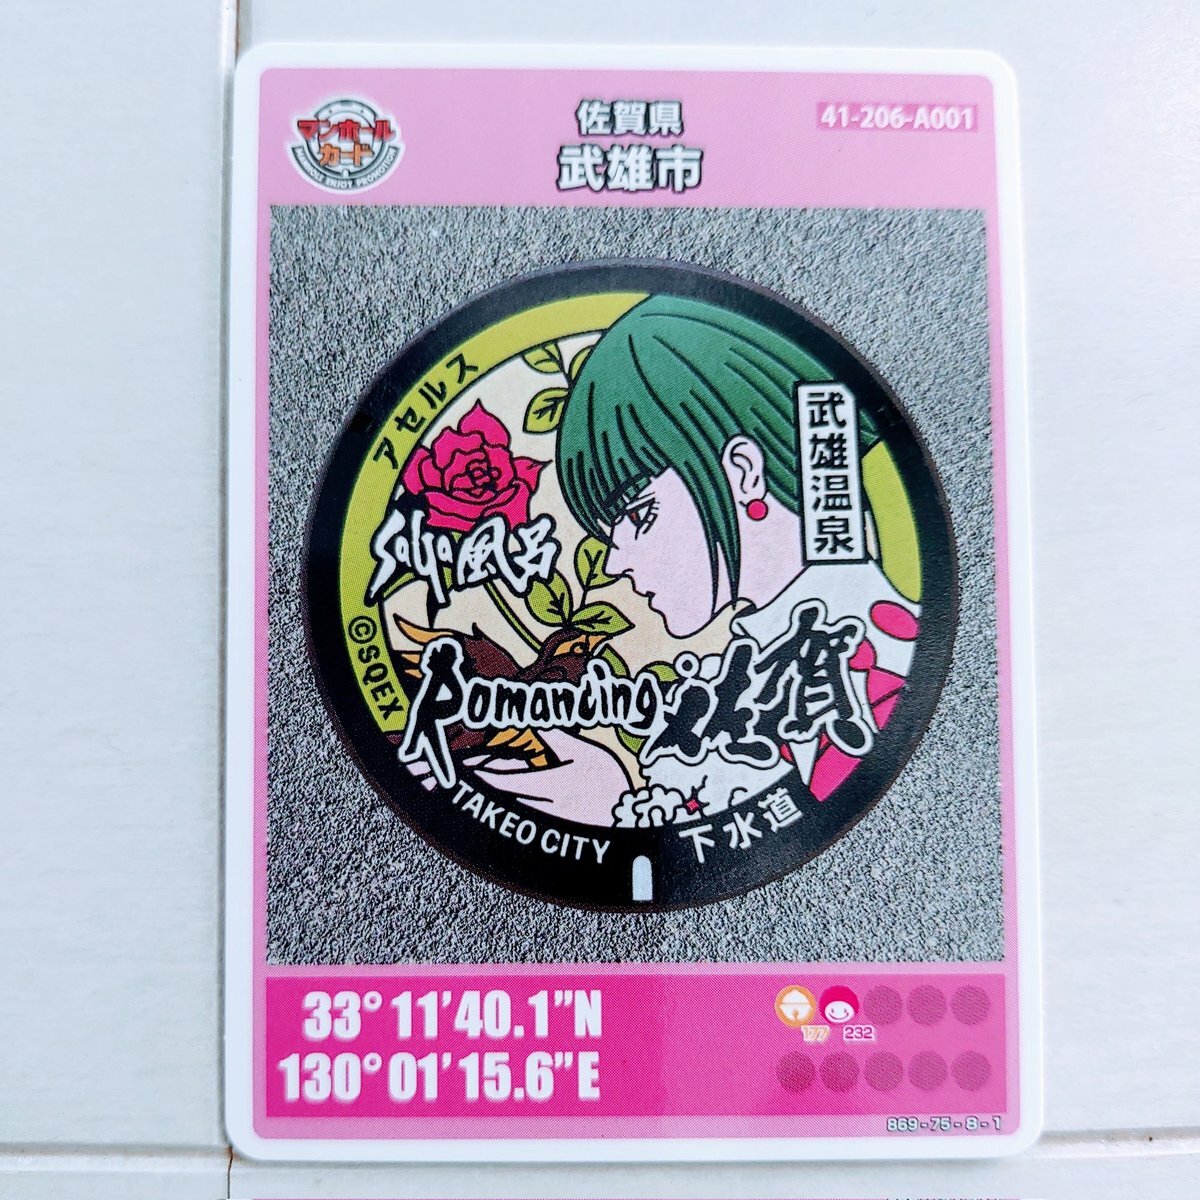 マンホール
カード
MANHOLE ENJOY PROMOTION
佐賀県
武雄市
41-206-A001
アセルス
武雄温泉
Saga風呂
©SQEX
Romancing佐賀
TAKEO CITY
下水道
33°11'40.1"N
130°01'15.6"E
177
232
869-75-8-1